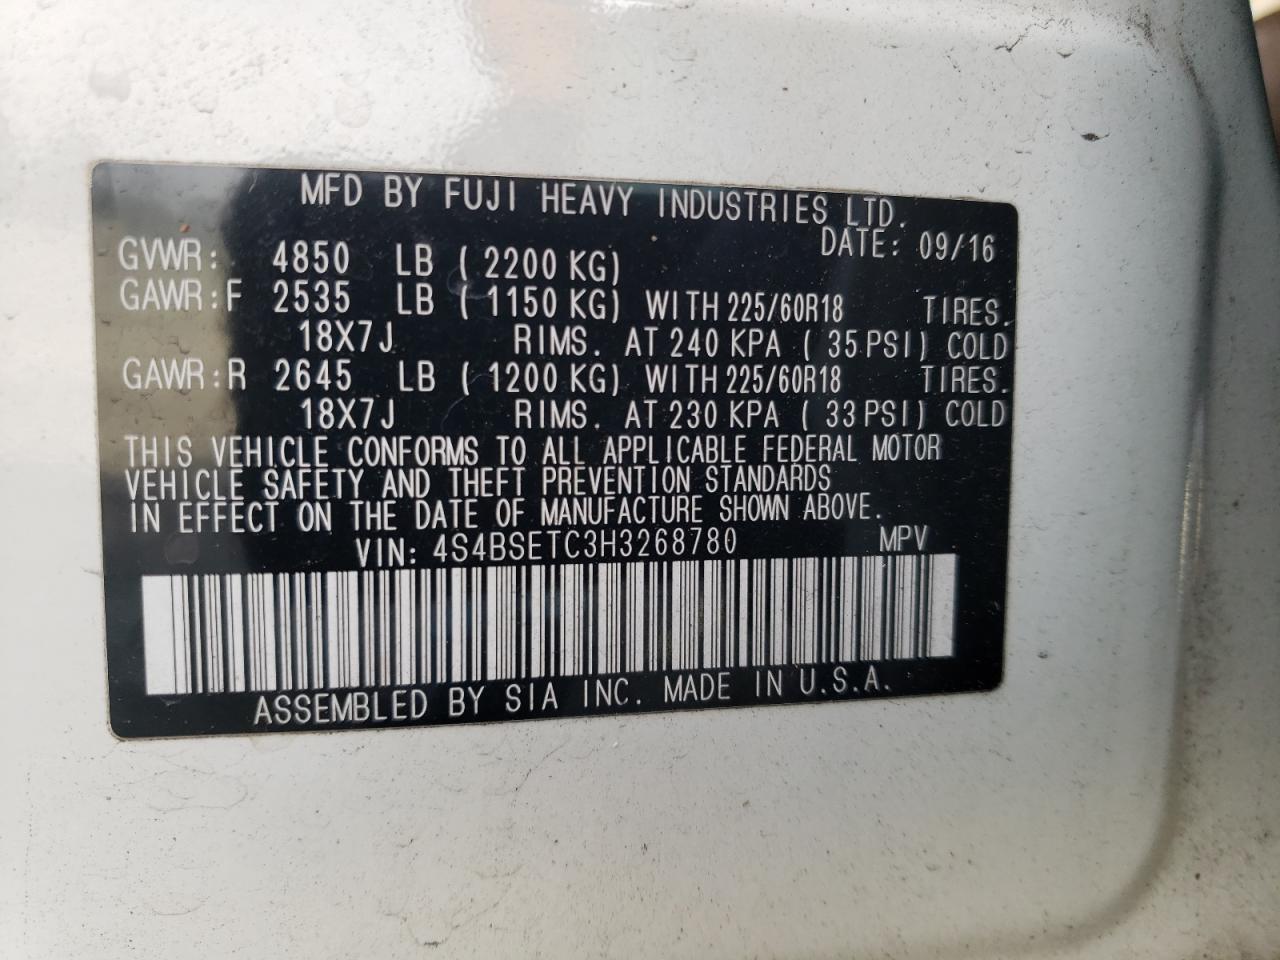 MFD BY FUJI HEAVY INDUSTRIES LTD.
DATE: 09/16
GVWR: 4850 LB ( 2200 KG)
GAWR:F 2535 LB ( 1150 KG) WITH 225/60R18 TIRES.
18X7J RIMS. AT 240 KPA ( 35 PSI) COLD
GAWR:R 2645 LB ( 1200 KG) WITH 225/60R18 TIRES.
18X7J RIMS. AT 230 KPA ( 33 PSI) COLD
THIS VEHICLE CONFORMS TO ALL APPLICABLE FEDERAL MOTOR
VEHICLE SAFETY AND THEFT PREVENTION STANDARDS
IN EFFECT ON THE DATE OF MANUFACTURE SHOWN ABOVE.
VIN: 4S4BSETC3H3268780 MPV
ASSEMBLED BY SIA INC. MADE IN U.S.A.